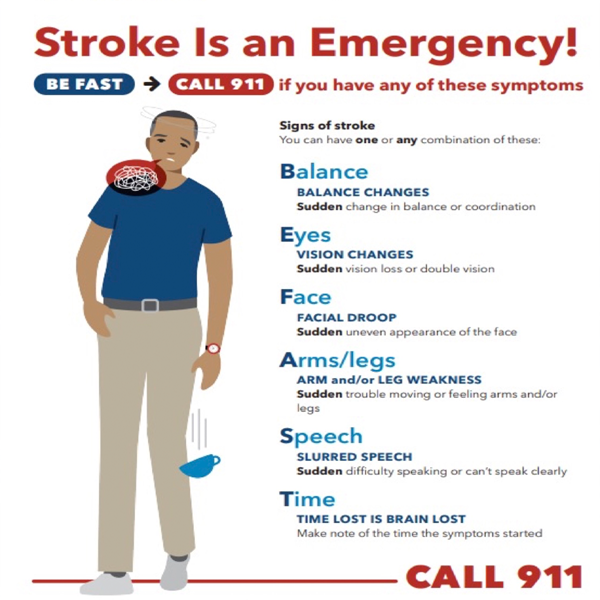 Stroke Is an Emergency!
BE FAST → CALL 911 if you have any of these symptoms
Signs of stroke
You can have one or any combination of these:
Balance
BALANCE CHANGES
Sudden change in balance or coordination
Eyes
VISION CHANGES
Sudden vision loss or double vision
Face
FACIAL DROOP
Sudden uneven appearance of the face
Arms/legs
ARM and/or LEG WEAKNESS
Sudden trouble moving or feeling arms and/or
legs
Speech
SLURRED SPEECH
Sudden difficulty speaking or can't speak clearly
Time
TIME LOST IS BRAIN LOST
Make note of the time the symptoms started
CALL 911